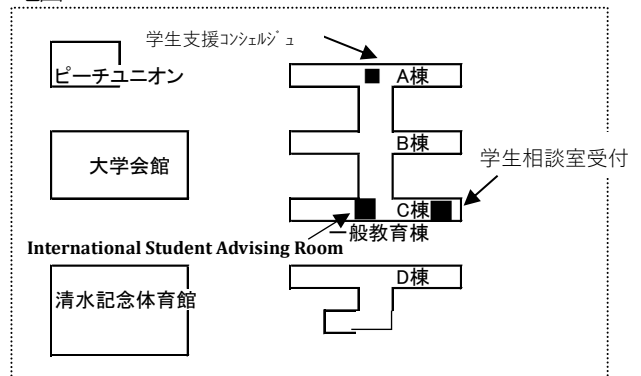 学生支援ｺﾝｼｪﾙｼﾞｭ
ピーチユニオン
A棟
B棟
大学会館
学生相談室受付
C棟
一般教育棟
International Student Advising Room
D棟
清水記念体育館